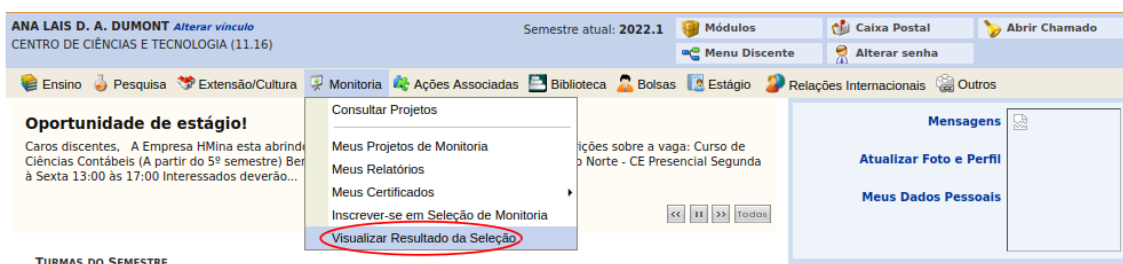 ANA LAIS D. A. DUMONT Alterar vínculo
Semestre atual: 2022.1
Módulos
Caixa Postal
Abrir Chamado
CENTRO DE CIÊNCIAS E TECNOLOGIA (11.16)
Menu Discente
Alterar senha
Ensino Pesquisa Extensão/Cultura Monitoria Ações Associadas Biblioteca Bolsas Estágio Relações Internacionais Outros
Consultar Projetos
Meus Projetos de Monitoria
Meus Relatórios
Meus Certificados
Inscrever-se em Seleção de Monitoria
Visualizar Resultado da Seleção
Oportunidade de estágio!
Caros discentes, A Empresa HMina esta abrind ições sobre a vaga: Curso de
Ciências Contábeis (A partir do 5º semestre) Ber o Norte - CE Presencial Segunda
à Sexta 13:00 às 17:00 Interessados deverão...
<< >> Todas
Mensagens
Atualizar Foto e Perfil
Meus Dados Pessoais
TURMAS DO SEMESTRE